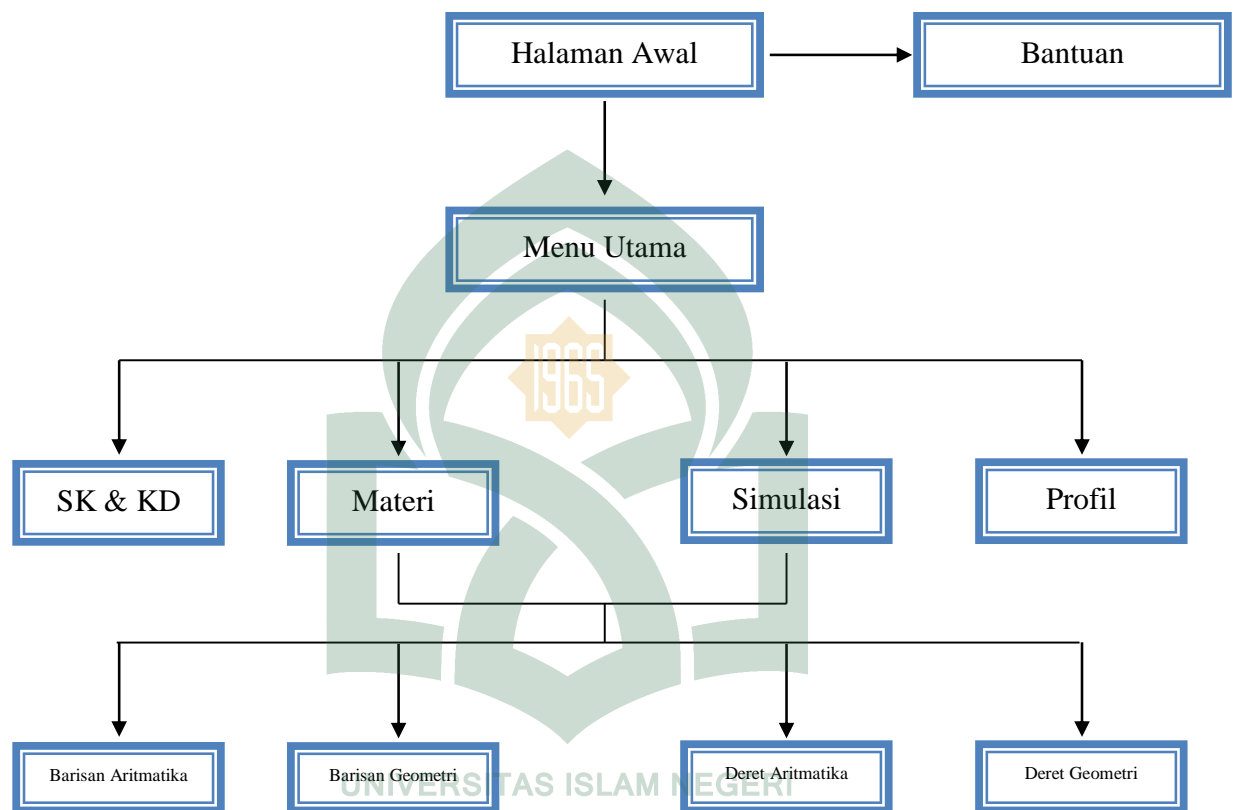 Halaman Awal
Bantuan
Menu Utama
1965
SK & KD
Materi
Simulasi
Profil
Barisan Aritmatika
Barisan Geometri
Deret Aritmatika
Deret Geometri
UNIVERSITAS ISLAM NEGERI